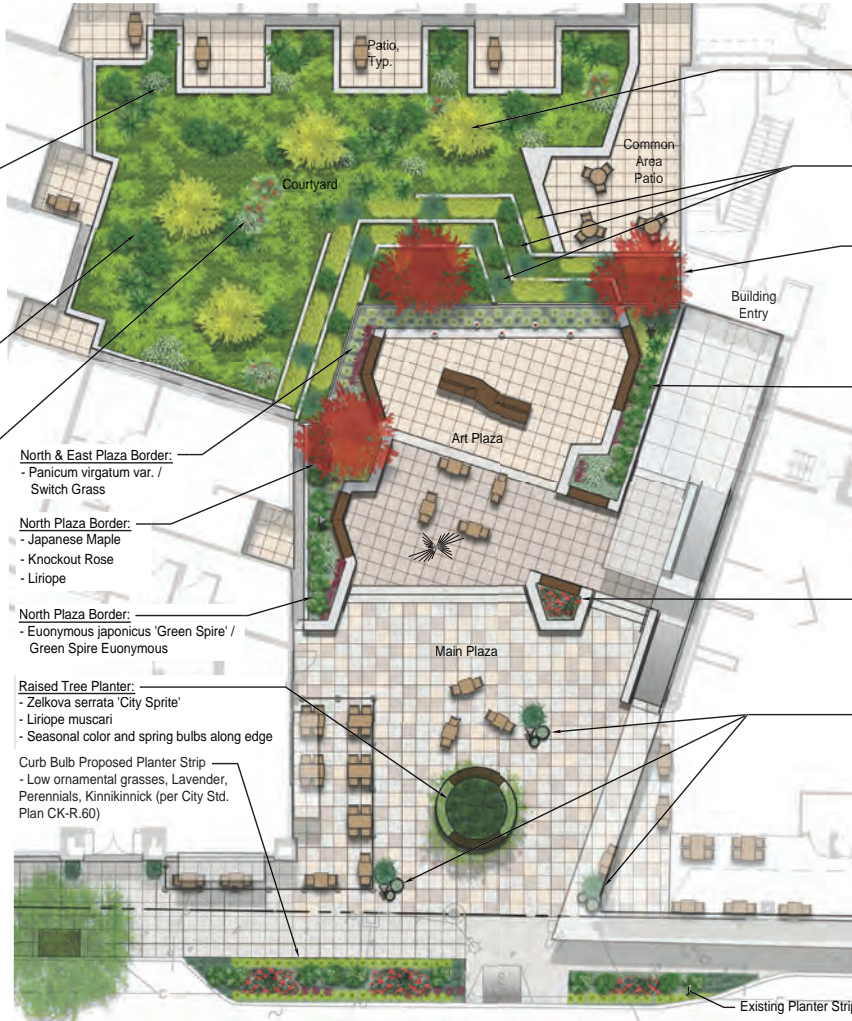 Patio,
Typ.
Common
Area
Patio
Courtyard
Building
Entry
North & East Plaza Border:
- Panicum virgatum var. /
Switch Grass
Art Plaza
North Plaza Border:
- Japanese Maple
- Knockout Rose
- Liriope
North Plaza Border:
- Euonymous japonicus 'Green Spire' /
Green Spire Euonymous
Main Plaza
Raised Tree Planter:
- Zelkova serrata 'City Sprite'
- Liriope muscari
- Seasonal color and spring bulbs along edge
Curb Bulb Proposed Planter Strip
- Low ornamental grasses, Lavender,
Perennials, Kinnikinnick (per City Std.
Plan CK-R.60)
Existing Planter Strip